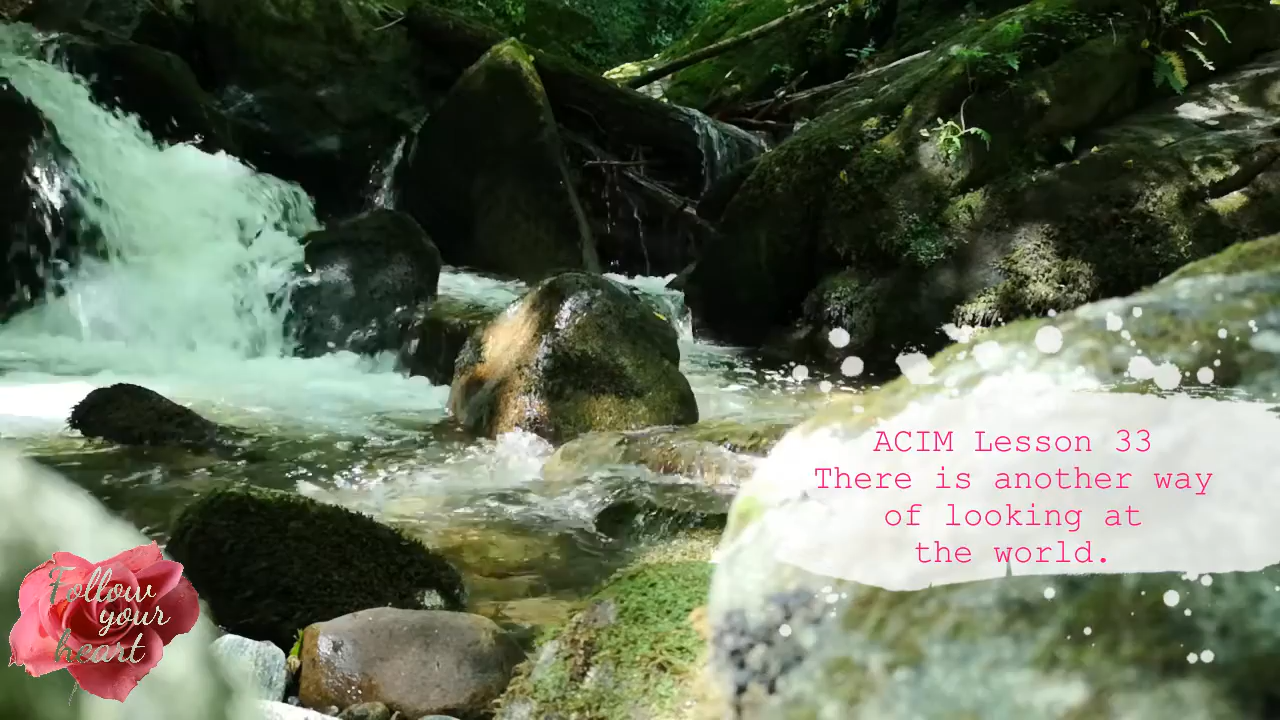 ACIM Lesson 33
There is another way
of looking at
the world.
Follow
your
heart